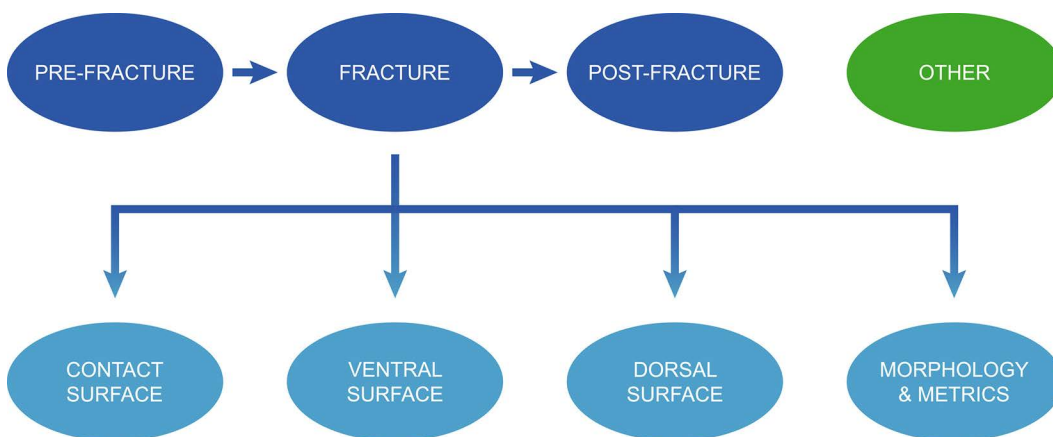 PRE-FRACTURE
FRACTURE
POST-FRACTURE
OTHER
CONTACT
SURFACE
VENTRAL
SURFACE
DORSAL
SURFACE
MORPHOLOGY
& METRICS